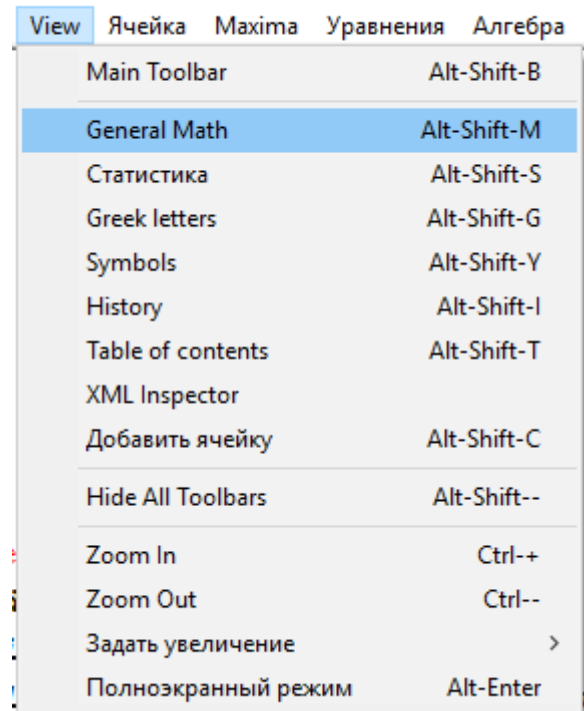 View Ячейка Maxima Уравнения Алгебра
Main Toolbar Alt-Shift-B
General Math Alt-Shift-M
Статистика Alt-Shift-S
Greek letters Alt-Shift-G
Symbols Alt-Shift-Y
History Alt-Shift-I
Table of contents Alt-Shift-T
XML Inspector
Добавить ячейку Alt-Shift-C
Hide All Toolbars Alt-Shift--
Zoom In Ctrl-+
Zoom Out Ctrl--
Задать увеличение >
Полноэкранный режим Alt-Enter